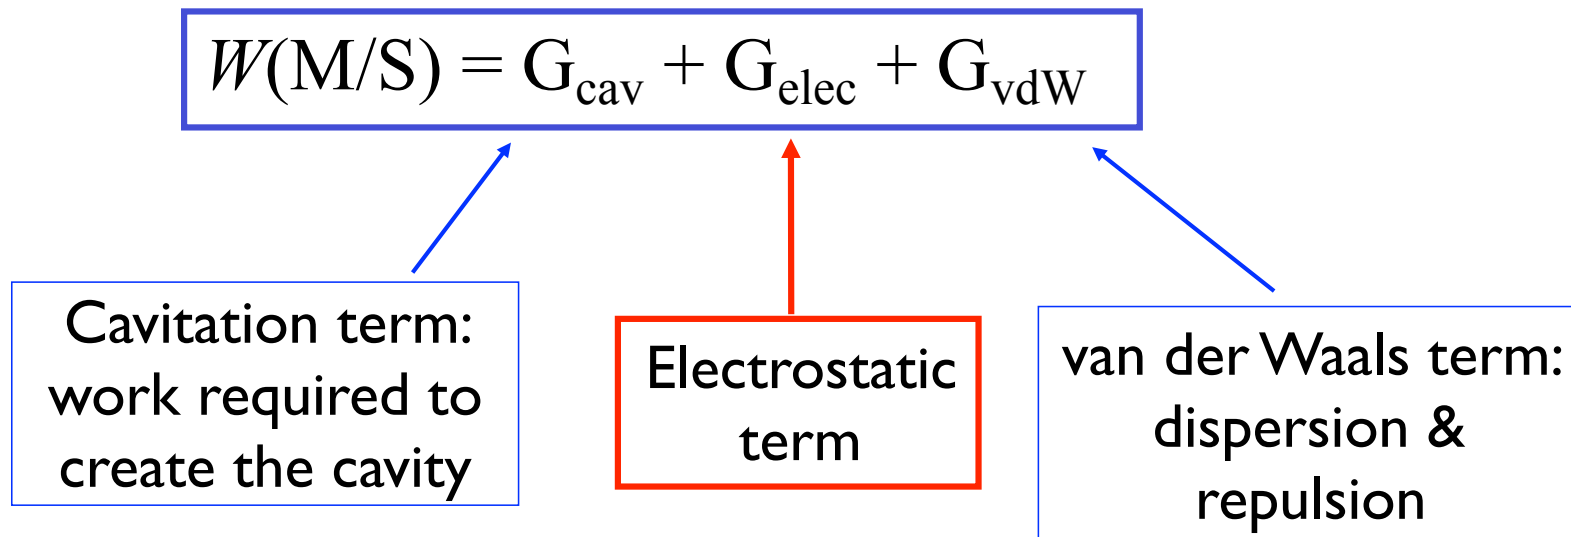 W(M/S) = G_cav + G_elec + G_vdW
Cavitation term:
work required to
create the cavity
Electrostatic
term
van der Waals term:
dispersion &
repulsion